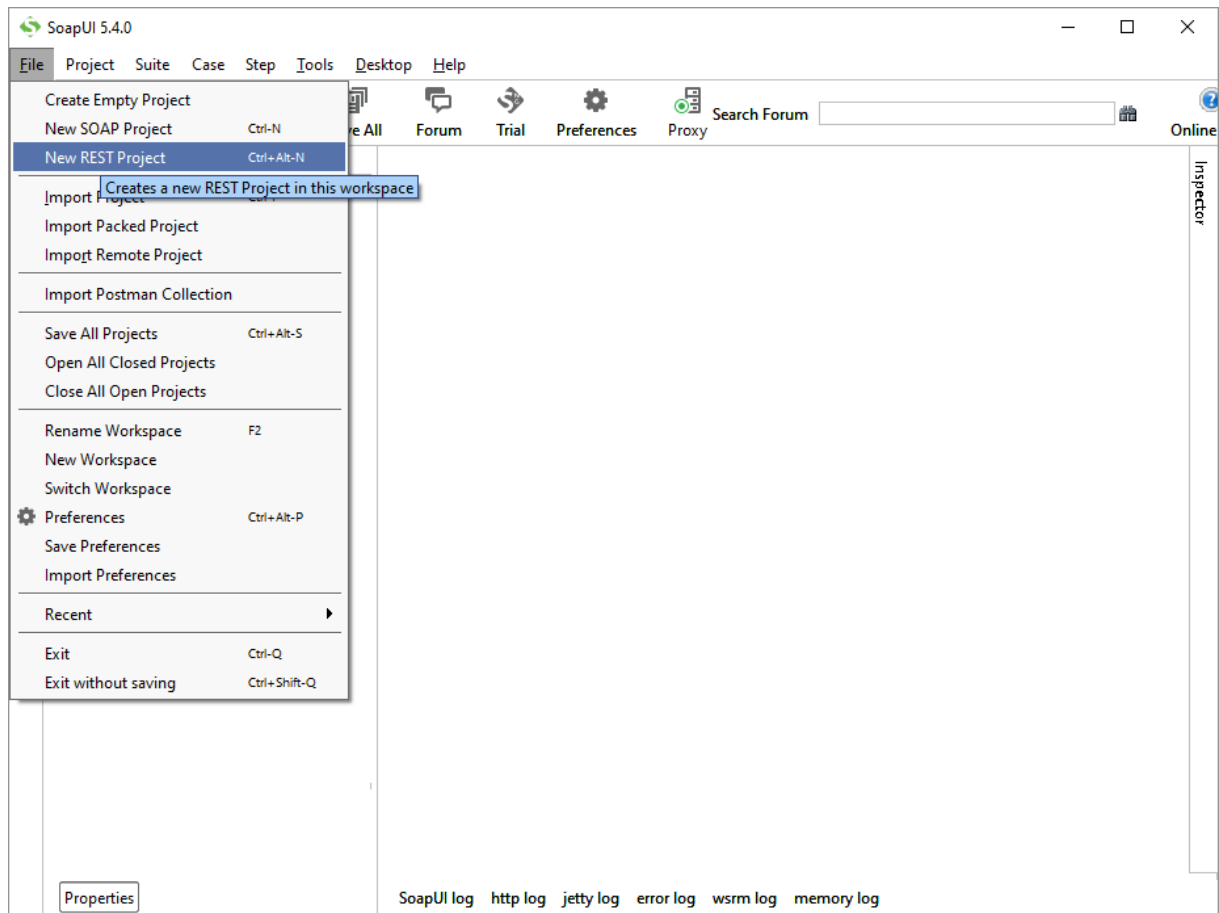 SoapUI 5.4.0
File Project Suite Case Step Tools Desktop Help
Create Empty Project
New SOAP Project Ctrl-N
New REST Project Ctrl+Alt-N
Creates a new REST Project in this workspace
Import Project
Import Packed Project
Import Remote Project
Import Postman Collection
Save All Projects Ctrl+Alt-S
Open All Closed Projects
Close All Open Projects
Rename Workspace F2
New Workspace
Switch Workspace
Preferences Ctrl+Alt-P
Save Preferences
Import Preferences
Recent
Exit Ctrl-Q
Exit without saving Ctrl+Shift-Q
ve All Forum Trial Preferences Proxy Search Forum Online
Inspector
Properties
SoapUI log http log jetty log error log wsrm log memory log